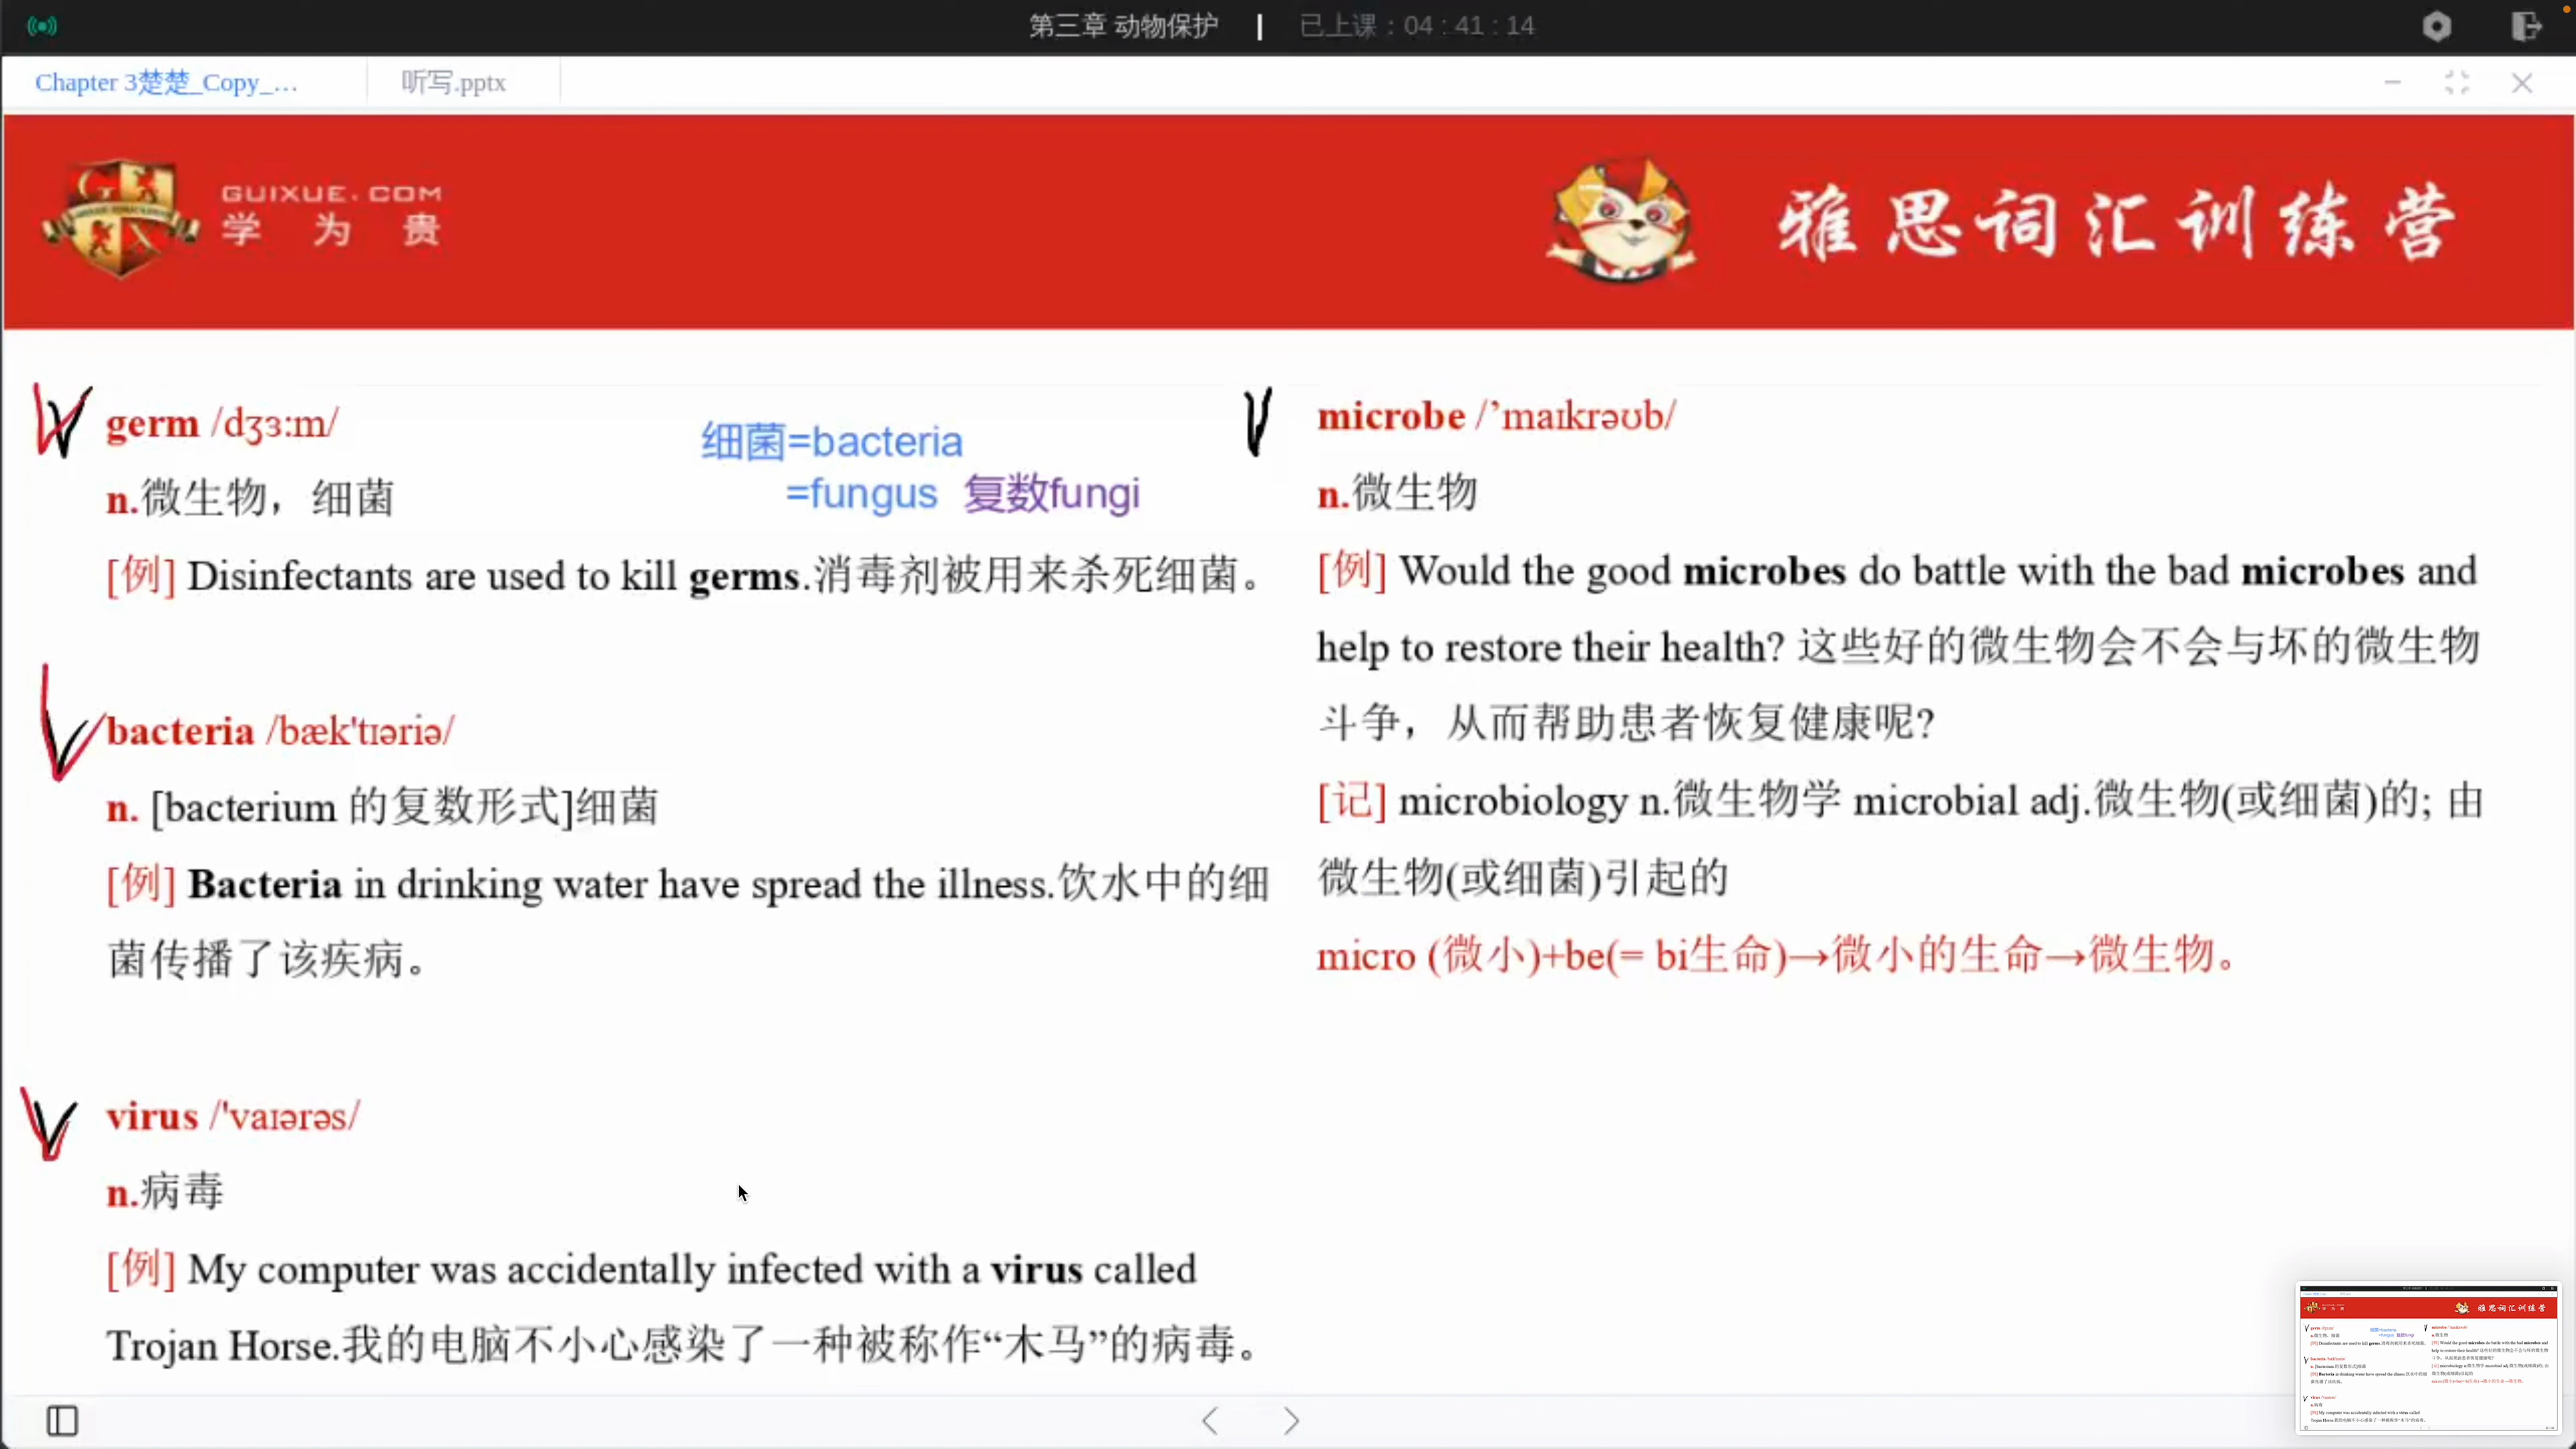 第三章 动物保护 | 已上课：04：41：14
Chapter 3楚楚_Copy_… 听写.pptx
GUIXUE.COM
学为贵
雅思词汇训练营
germ /dʒɜ:m/
n.微生物，细菌
细菌=bacteria
=fungus 复数fungi
[例] Disinfectants are used to kill germs.消毒剂被用来杀死细菌。
bacteria /bæk'tɪəriə/
n. [bacterium 的复数形式]细菌
[例] Bacteria in drinking water have spread the illness.饮水中的细
菌传播了该疾病。
virus /'vaɪərəs/
n.病毒
[例] My computer was accidentally infected with a virus called
Trojan Horse.我的电脑不小心感染了一种被称作“木马”的病毒。
microbe /’maɪkrəʊb/
n.微生物
[例] Would the good microbes do battle with the bad microbes and
help to restore their health? 这些好的微生物会不会与坏的微生物
斗争，从而帮助患者恢复健康呢?
[记] microbiology n.微生物学 microbial adj.微生物(或细菌)的; 由
微生物(或细菌)引起的
micro (微小)+be(= bi生命)→微小的生命→微生物。